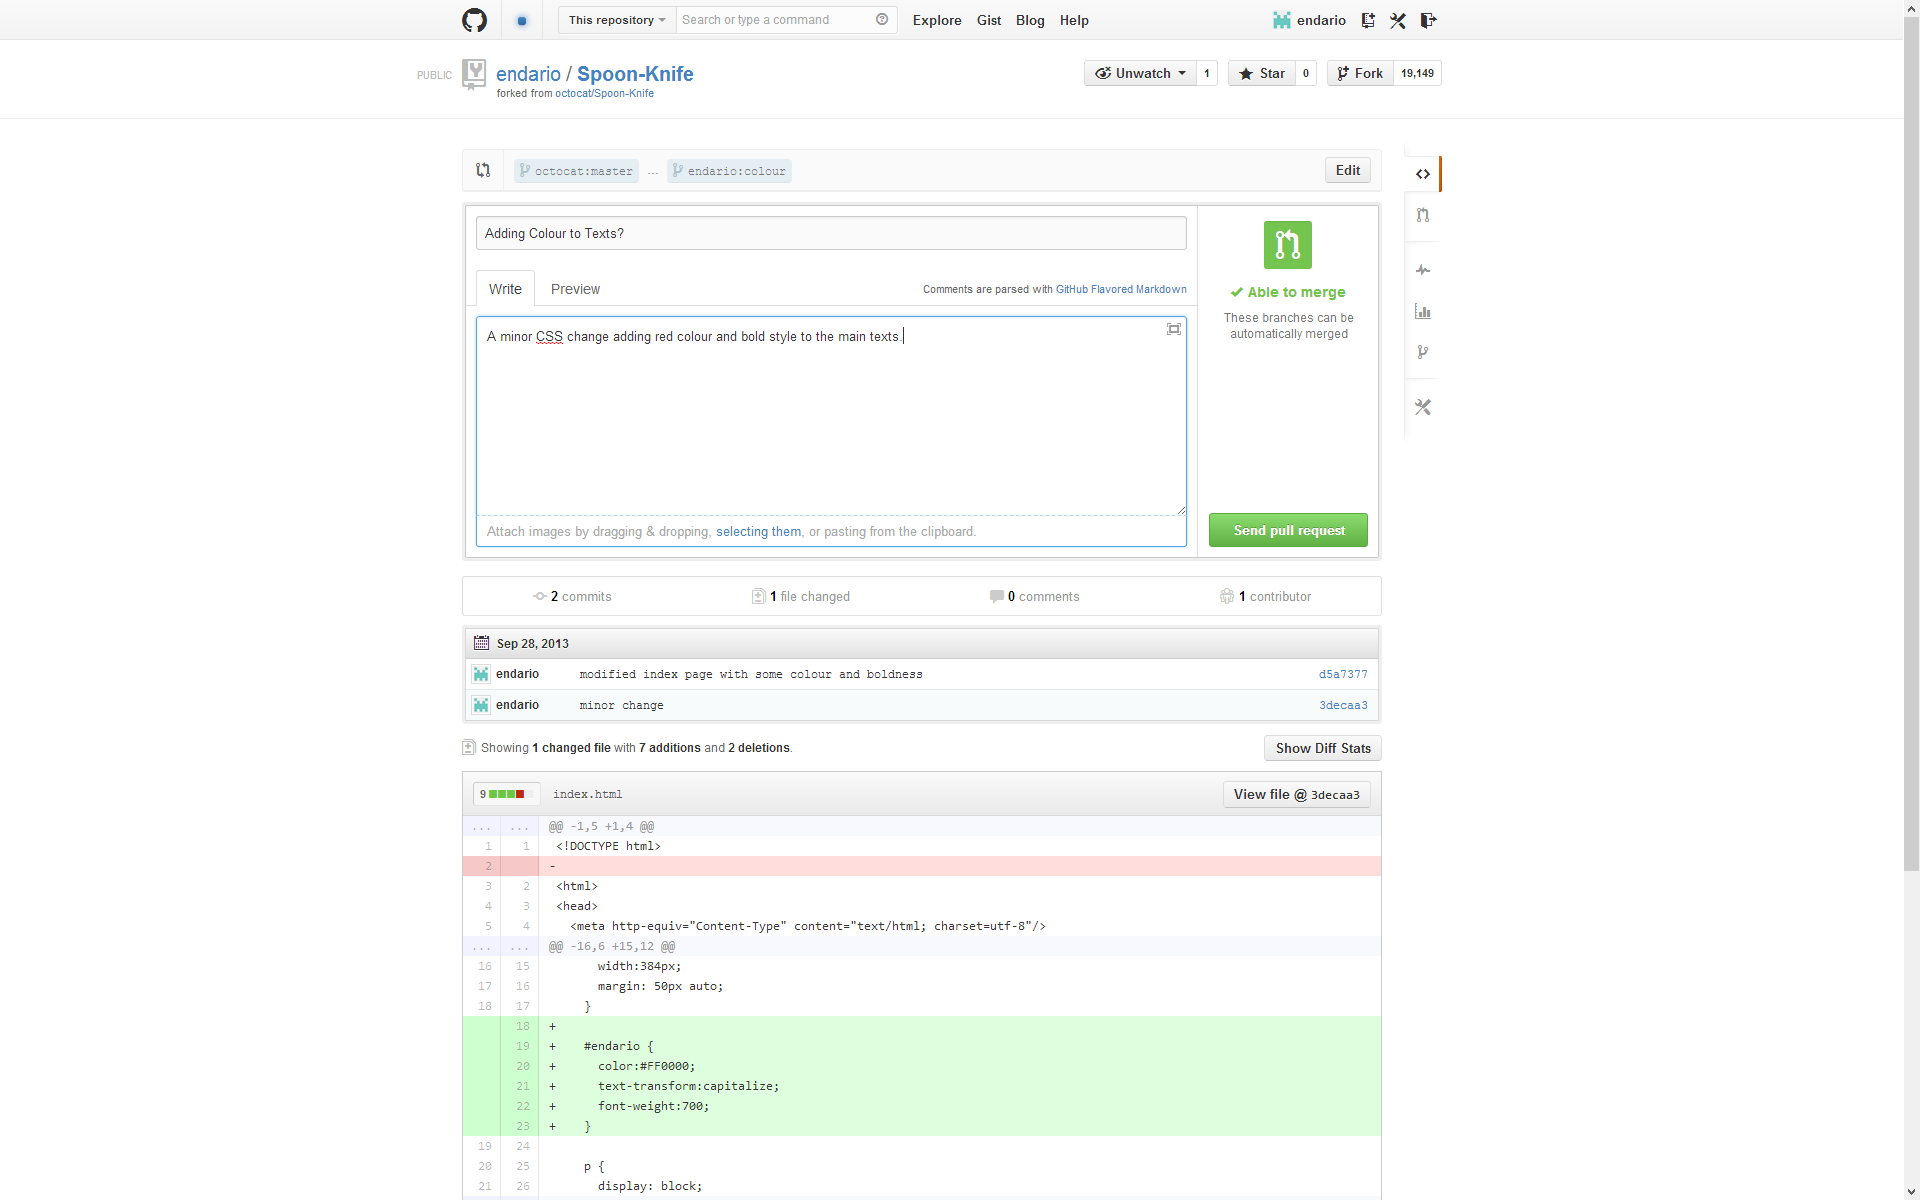 This repository Search or type a command Explore Gist Blog Help endario
PUBLIC endario / Spoon-Knife Unwatch 1 Star 0 Fork 19,149
forked from octocat/Spoon-Knife
octocat:master ... endario:colour Edit
Adding Colour to Texts?
Write Preview Comments are parsed with GitHub Flavored Markdown
Able to merge
These branches can be
automatically merged
A minor CSS change adding red colour and bold style to the main texts.
Attach images by dragging & dropping, selecting them, or pasting from the clipboard.
Send pull request
2 commits 1 file changed 0 comments 1 contributor
Sep 28, 2013
endario modified index page with some colour and boldness d5a7377
endario minor change 3decaa3
Showing 1 changed file with 7 additions and 2 deletions. Show Diff Stats
9 index.html View file @ 3decaa3
... ... @@ -1,5 +1,4 @@
1 1 <!DOCTYPE html>
2 -
3 2 <html>
4 3 <head>
5 4 <meta http-equiv="Content-Type" content="text/html; charset=utf-8"/>
... ... @@ -16,6 +15,12 @@
16 15 width:384px;
17 16 margin: 50px auto;
18 17 }
18 +
19 + #endario {
20 + color:#FF0000;
21 + text-transform:capitalize;
22 + font-weight:700;
23 + }
19 24
20 25 p {
21 26 display: block;